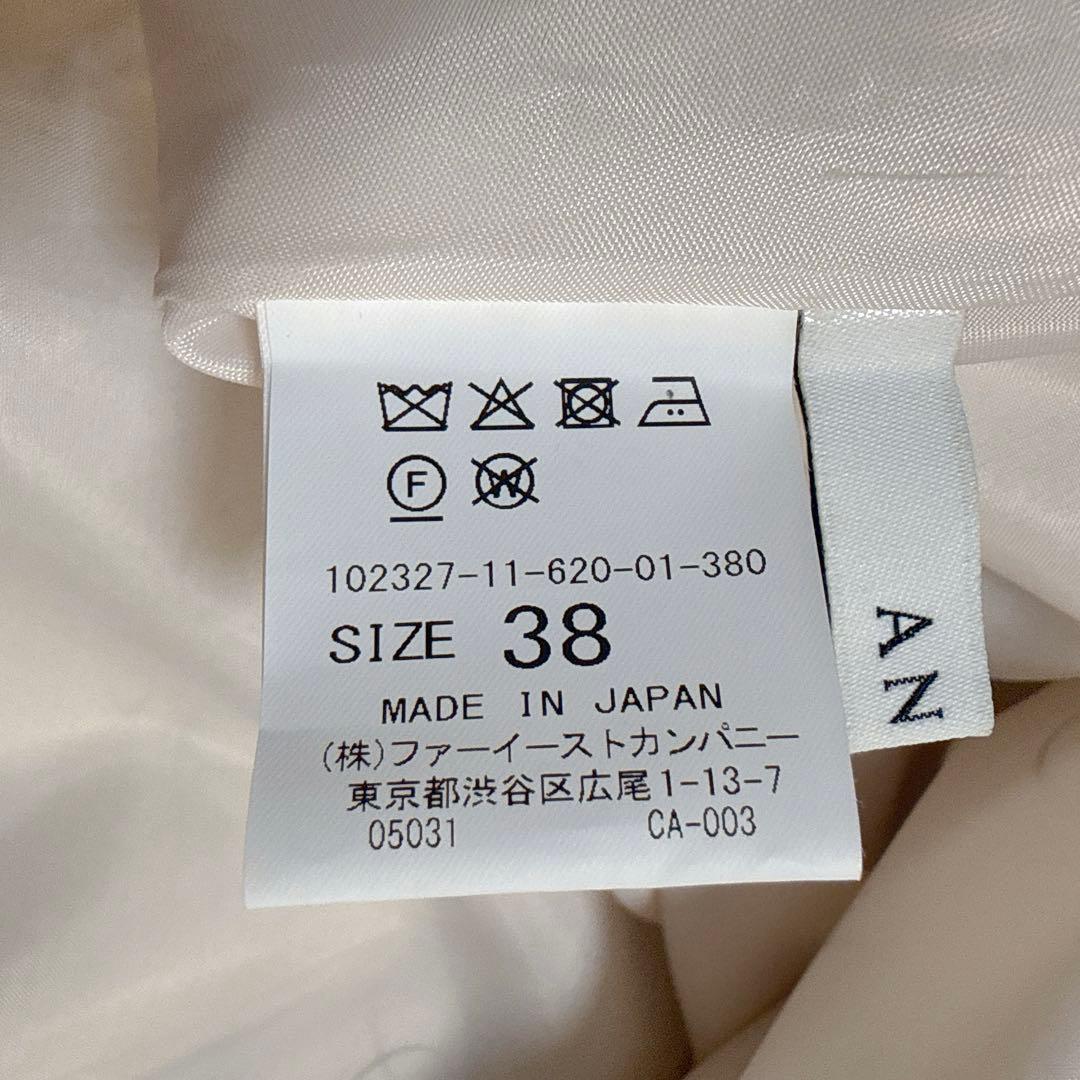 F W
102327-11-620-01-380
SIZE 38
MADE IN JAPAN
(株)ファーイーストカンパニー
東京都渋谷区広尾1-13-7
05031 CA-003
AN